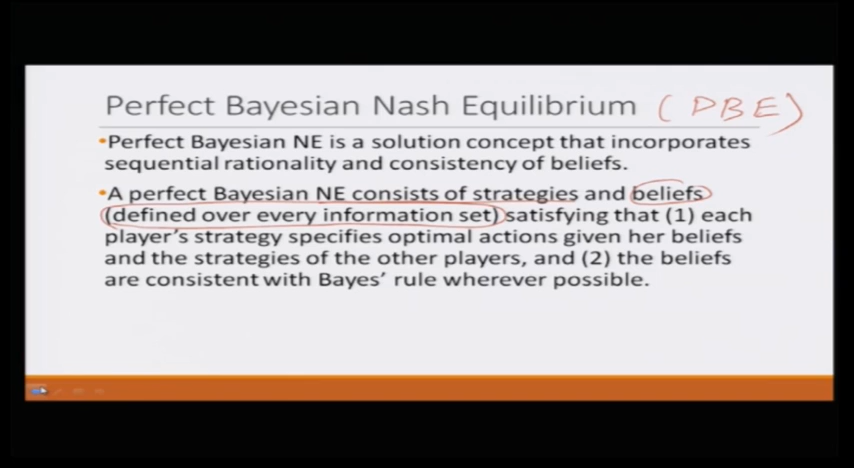 Perfect Bayesian Nash Equilibrium (PBE)
•Perfect Bayesian NE is a solution concept that incorporates
sequential rationality and consistency of beliefs.
•A perfect Bayesian NE consists of strategies and beliefs
(defined over every information set) satisfying that (1) each
player's strategy specifies optimal actions given her beliefs
and the strategies of the other players, and (2) the beliefs
are consistent with Bayes' rule wherever possible.